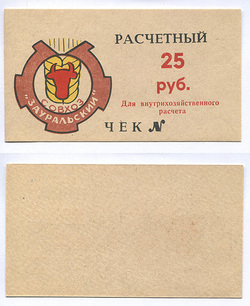 РАСЧЕТНЫЙ
25
руб.
Для внутрихозяйственного
расчета
ЧЕК №
СОВХОЗ
"ЗАУРАЛЬСКИЙ"